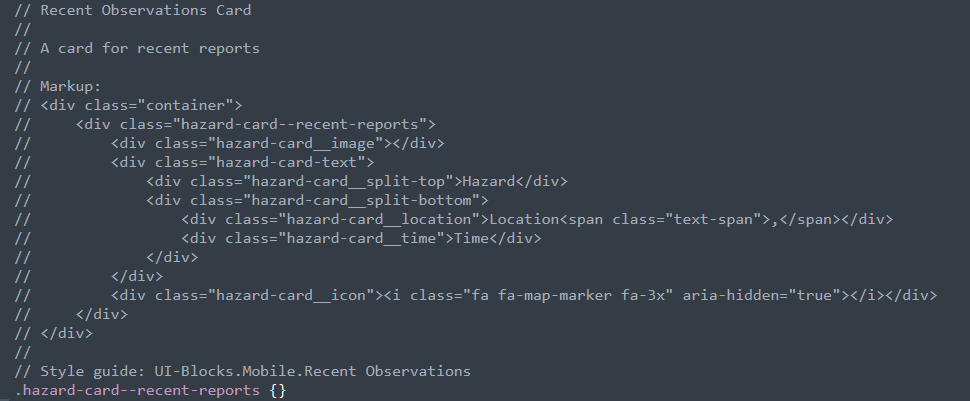 // Recent Observations Card
//
// A card for recent reports
//
// Markup:
// <div class="container">
//     <div class="hazard-card--recent-reports">
//         <div class="hazard-card__image"></div>
//         <div class="hazard-card-text">
//             <div class="hazard-card__split-top">Hazard</div>
//             <div class="hazard-card__split-bottom">
//                 <div class="hazard-card__location">Location<span class="text-span">,</span></div>
//                 <div class="hazard-card__time">Time</div>
//             </div>
//         </div>
//         <div class="hazard-card__icon"><i class="fa fa-map-marker fa-3x" aria-hidden="true"></i></div>
//     </div>
// </div>
//
// Style guide: UI-Blocks.Mobile.Recent Observations
.hazard-card--recent-reports {}